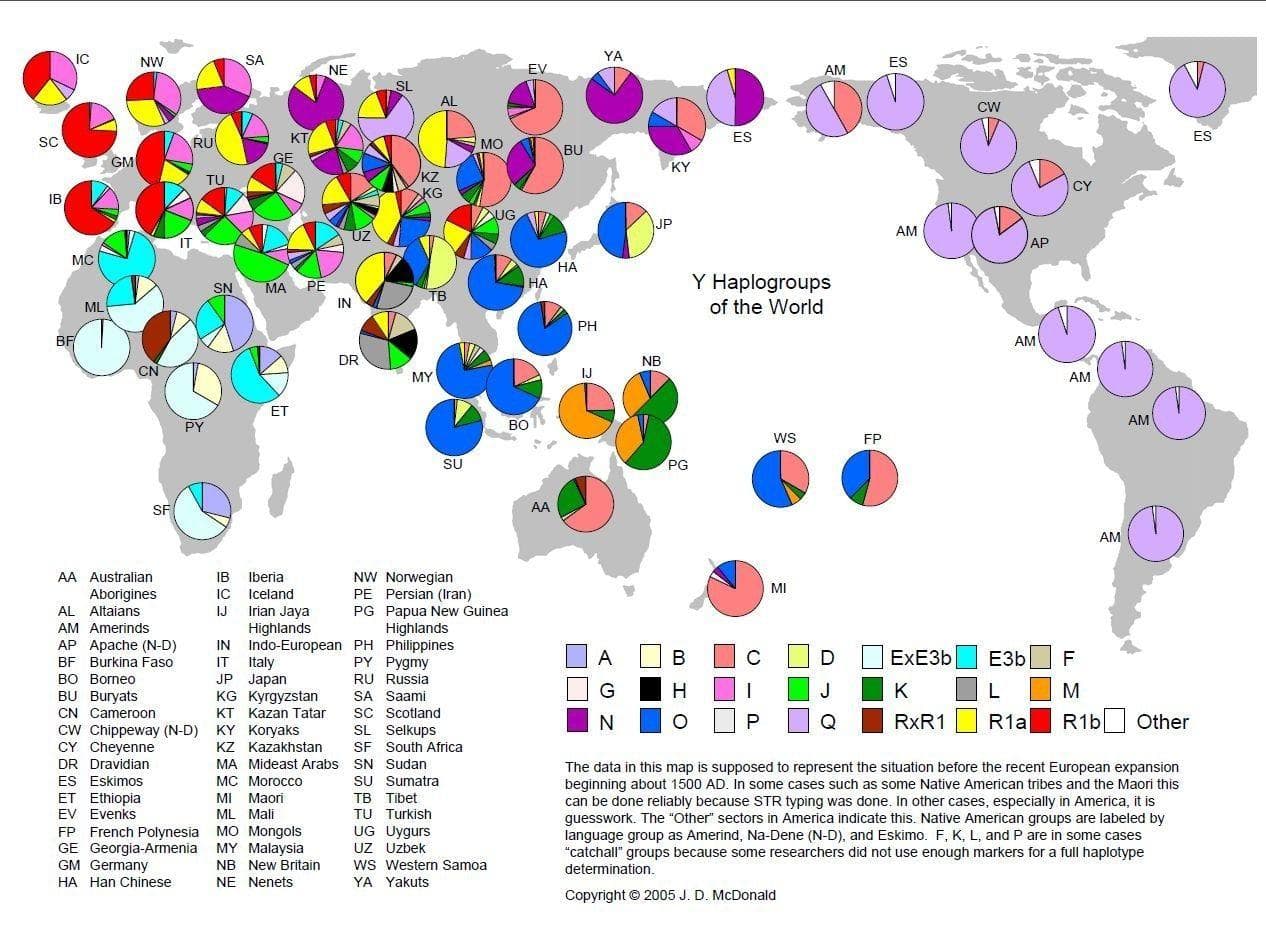 IC
NW
SA
NE
SL
EV
YA
AM
ES
CW
ES
SC
RU
KT
AL
MO
BU
KY
ES
GM
GE
KZ
CY
IB
TU
KG
UG
JP
AM
AP
IT
UZ
HA
MC
MA
PE
TB
HA
Y Haplogroups
of the World
ML
SN
IN
PH
BF
CN
DR
MY
NB
AM
ET
IJ
AM
PY
BO
AM
SU
PG
WS
FP
SF
AA
AM
MI
AA Australian
Aborigines
AL Altaians
AM Amerinds
AP Apache (N-D)
BF Burkina Faso
BO Borneo
BU Buryats
CN Cameroon
CW Chippeway (N-D)
CY Cheyenne
DR Dravidian
ES Eskimos
ET Ethiopia
EV Evenks
FP French Polynesia
GE Georgia-Armenia
GM Germany
HA Han Chinese
IB Iberia
IC Iceland
IJ Irian Jaya
Highlands
IN Indo-European
IT Italy
JP Japan
KG Kyrgyzstan
KT Kazan Tatar
KY Koryaks
KZ Kazakhstan
MA Mideast Arabs
MC Morocco
MI Maori
ML Mali
MO Mongols
MY Malaysia
NB New Britain
NE Nenets
NW Norwegian
PE Persian (Iran)
PG Papua New Guinea
Highlands
PH Philippines
PY Pygmy
RU Russia
SA Saami
SC Scotland
SL Selkups
SF South Africa
SN Sudan
SU Sumatra
TB Tibet
TU Turkish
UG Uygurs
UZ Uzbek
WS Western Samoa
YA Yakuts
A B C D ExE3b E3b F
G H I J K L M
N O P Q RxR1 R1a R1b Other
The data in this map is supposed to represent the situation before the recent European expansion
beginning about 1500 AD. In some cases such as some Native American tribes and the Maori this
can be done reliably because STR typing was done. In other cases, especially in America, it is
guesswork. The “Other” sectors in America indicate this. Native American groups are labeled by
language group as Amerind, Na-Dene (N-D), and Eskimo. F, K, L, and P are in some cases
“catchall” groups because some researchers did not use enough markers for a full haplotype
determination.
Copyright © 2005 J. D. McDonald